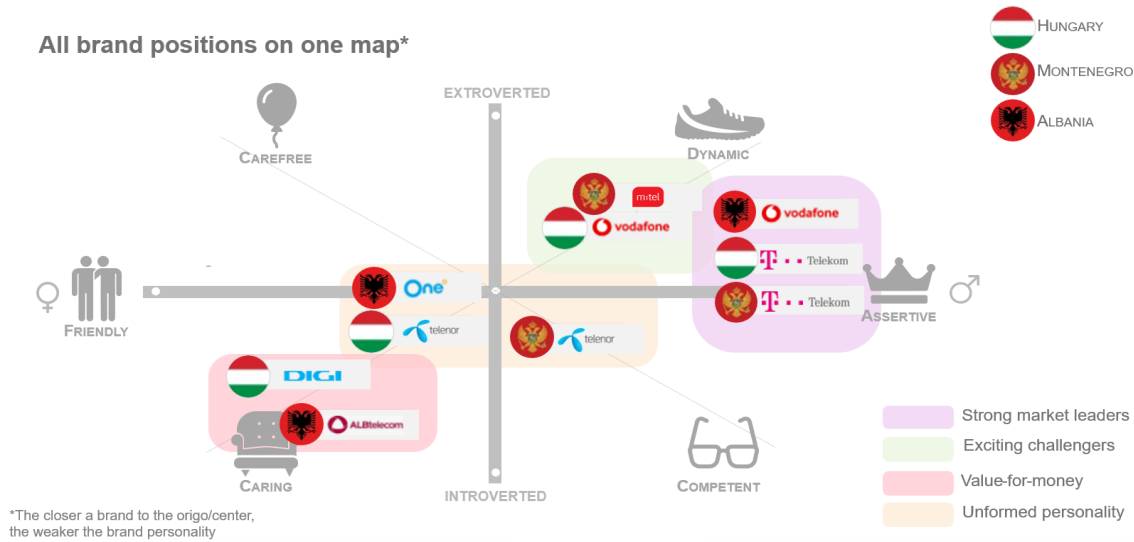 All brand positions on one map*
HUNGARY
MONTENEGRO
ALBANIA
EXTROVERTED
CAREFREE
DYNAMIC
m:tel
vodafone
vodafone
T Telekom
T Telekom
One
telenor
telenor
FRIENDLY
ASSERTIVE
DIGI
ALBtelecom
CARING
INTROVERTED
COMPETENT
Strong market leaders
Exciting challengers
Value-for-money
Unformed personality
*The closer a brand to the origo/center,
the weaker the brand personality